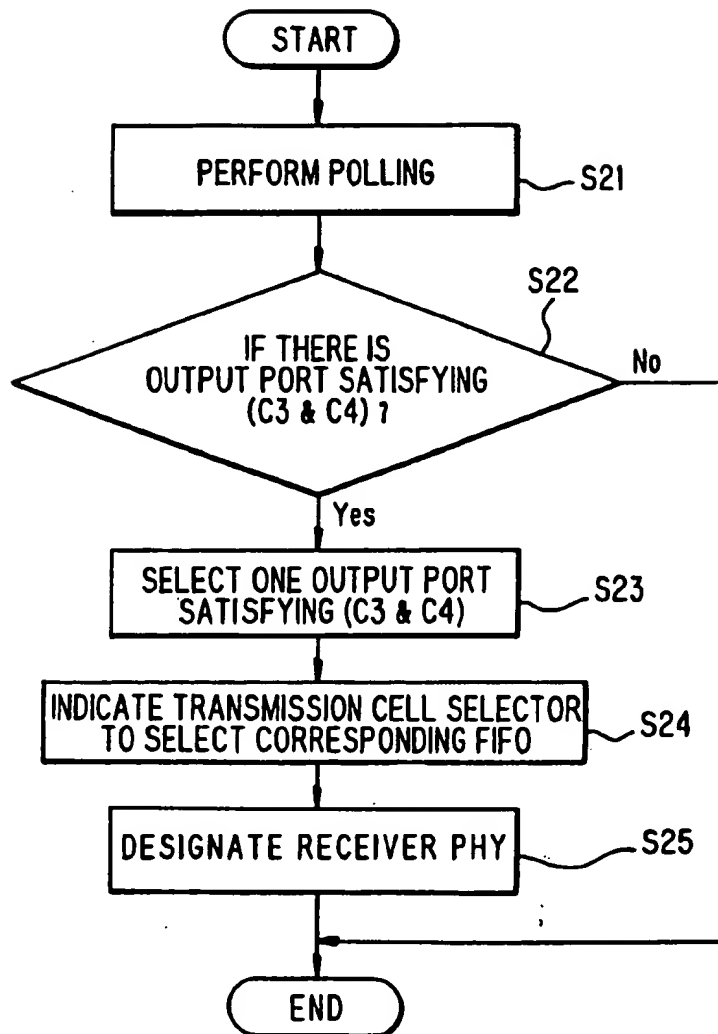 START
PERFORM POLLING
S21
S22
IF THERE IS
OUTPUT PORT SATISFYING
(C3 & C4) ?
No
Yes
SELECT ONE OUTPUT PORT
SATISFYING (C3 & C4)
S23
INDICATE TRANSMISSION CELL SELECTOR
TO SELECT CORRESPONDING FIFO
S24
DESIGNATE RECEIVER PHY
S25
END